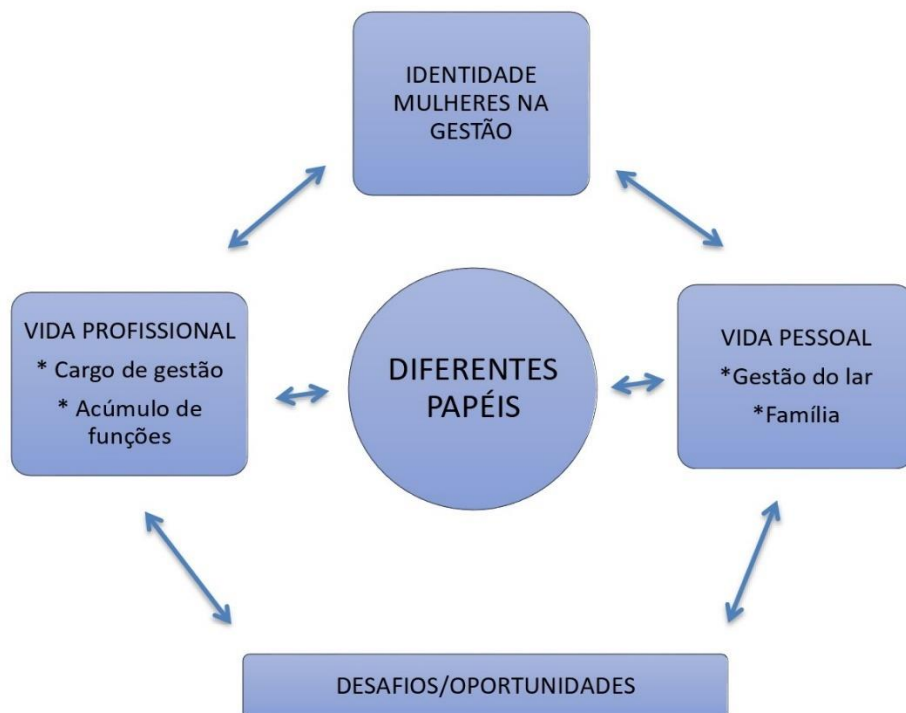 IDENTIDADE
MULHERES NA
GESTÃO
VIDA PROFISSIONAL
* Cargo de gestão
* Acúmulo de
funções
DIFERENTES
PAPÉIS
VIDA PESSOAL
*Gestão do lar
*Família
DESAFIOS/OPORTUNIDADES